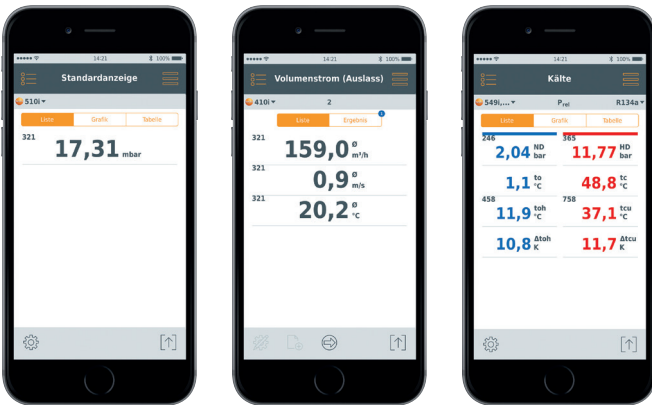 14:21 100%
Standardanzeige
510i
Liste Grafik Tabelle
321
17,31 mbar
14:21 100%
Volumenstrom (Auslass)
410i 2
Liste Ergebnis
321
159,0 ø m³/h
321
0,9 ø m/s
321
20,2 ø °C
14:21 100%
Kälte
549i,... Prel R134a
Liste Grafik Tabelle
246 365
2,04 ND bar 11,77 HD bar
1,1 to °C 48,8 tc °C
458 758
11,9 toh °C 37,1 tcu °C
10,8 Δtoh K 11,7 Δtcu K